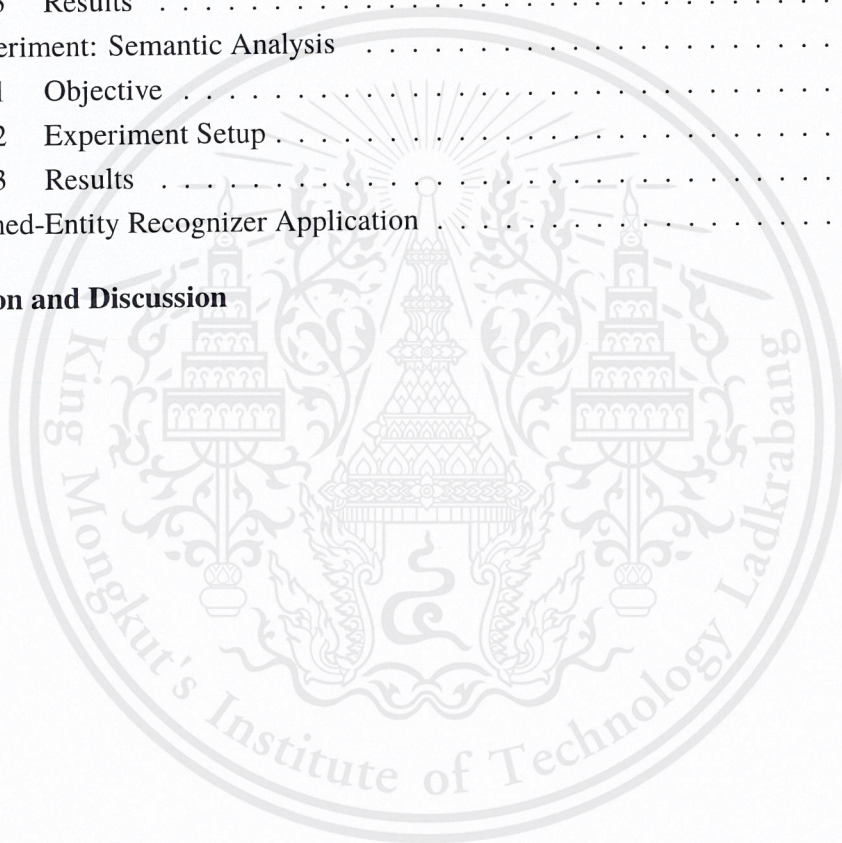 Results . . . . . . . . . . . . . . . . . . . . . . . . . . . . . .
eriment: Semantic Analysis . . . . . . . . . . . . . . . . . . . . .
1 Objective . . . . . . . . . . . . . . . . . . . . . . . . . . . . .
2 Experiment Setup . . . . . . . . . . . . . . . . . . . . . . . . .
3 Results . . . . . . . . . . . . . . . . . . . . . . . . . . . . . .
ned-Entity Recognizer Application . . . . . . . . . . . . . . . . . .
on and Discussion
King Mongkut's Institute of Technology Ladkrabang